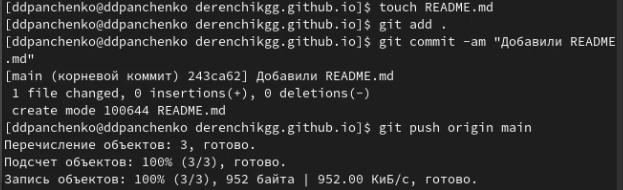 [ddpanchenko@ddpanchenko derenchikgg.github.io]$ touch README.md
[ddpanchenko@ddpanchenko derenchikgg.github.io]$ git add .
[ddpanchenko@ddpanchenko derenchikgg.github.io]$ git commit -am "Добавили README
.md"
[main (корневой коммит) 243ca62] Добавили README.md
 1 file changed, 0 insertions(+), 0 deletions(-)
 create mode 100644 README.md
[ddpanchenko@ddpanchenko derenchikgg.github.io]$ git push origin main
Перечисление объектов: 3, готово.
Подсчет объектов: 100% (3/3), готово.
Запись объектов: 100% (3/3), 952 байта | 952.00 КиБ/с, готово.